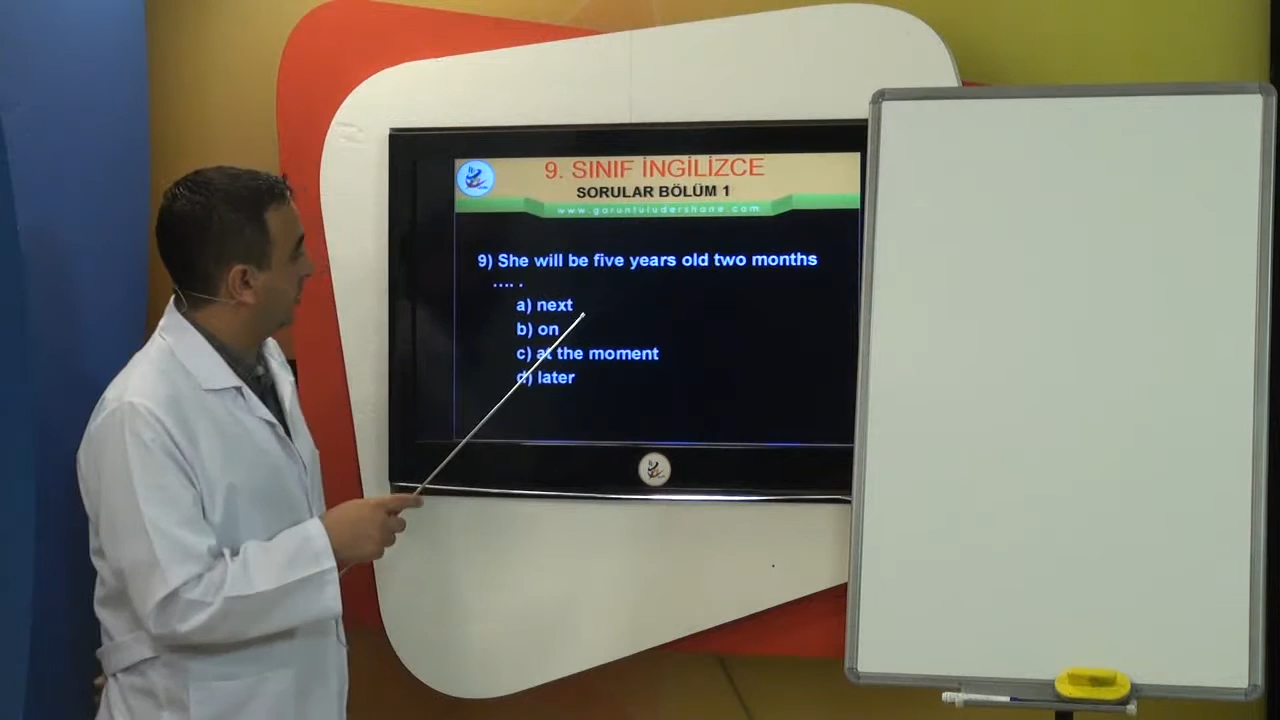 9. SINIF İNGİLİZCE
SORULAR BÖLÜM 1
www.goruntuludershane.com
9) She will be five years old two months
.... .
a) next
b) on
c) at the moment
d) later